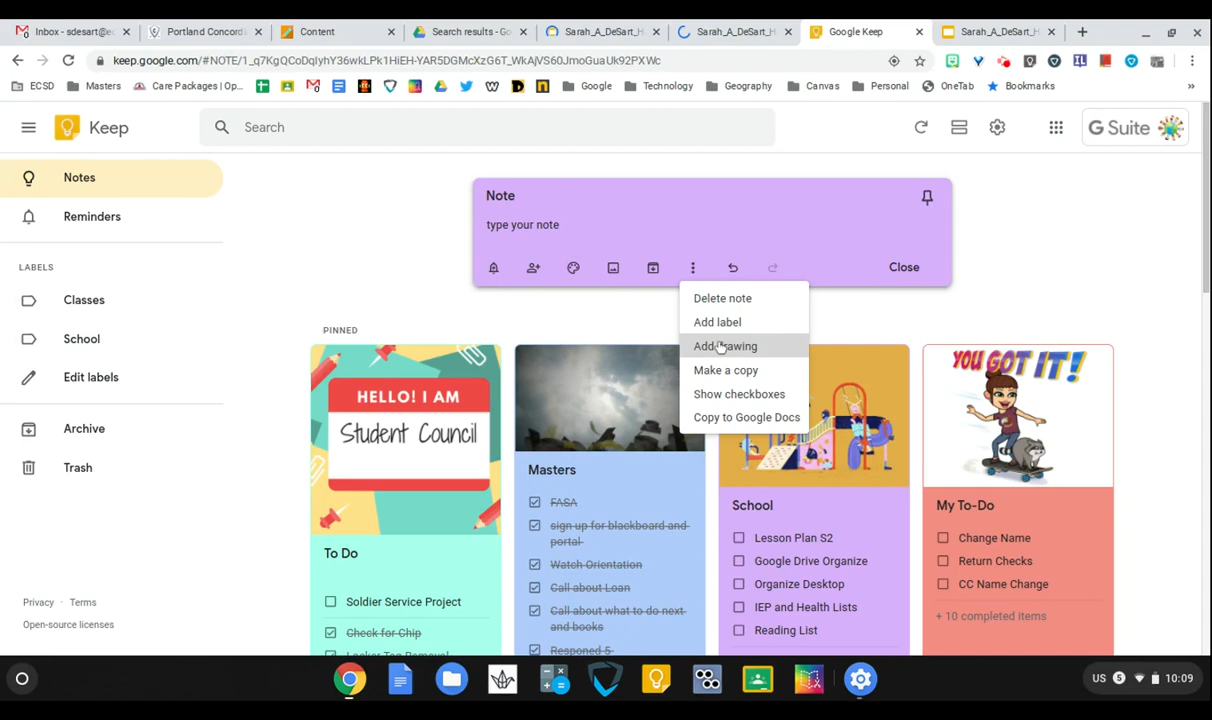 Inbox - sdesart@e
Portland Concord
Content
Search results - Go
Sarah_A_DeSart_H
Sarah_A_DeSart_H
Google Keep
Sarah_A_DeSart_H
keep.google.com/#NOTE/1_q7KgQCoDqIyhY36wkLPk1HiEH-YAR5DGMcXzG6T_WkAjVS60JmoGuaUk92PXWc
ECSD
Masters
Care Packages | Op...
Google
Technology
Geography
Canvas
Personal
OneTab
Bookmarks
Keep
Search
G Suite
Notes
Reminders
LABELS
Classes
School
Edit labels
Archive
Trash
Privacy · Terms
Open-source licenses
Note
type your note
Close
Delete note
Add label
Add drawing
Make a copy
Show checkboxes
Copy to Google Docs
PINNED
HELLO! I AM
Student Council
To Do
Soldier Service Project
Check for Chip
Locker Tag Removal
Masters
FASA
sign up for blackboard and
portal
Watch Orientation
Call about Loan
Call about what to do next
and books
Responed 5
School
Lesson Plan S2
Google Drive Organize
Organize Desktop
IEP and Health Lists
Reading List
YOU GOT IT!
My To-Do
Change Name
Return Checks
CC Name Change
+ 10 completed items
US 5 10:09